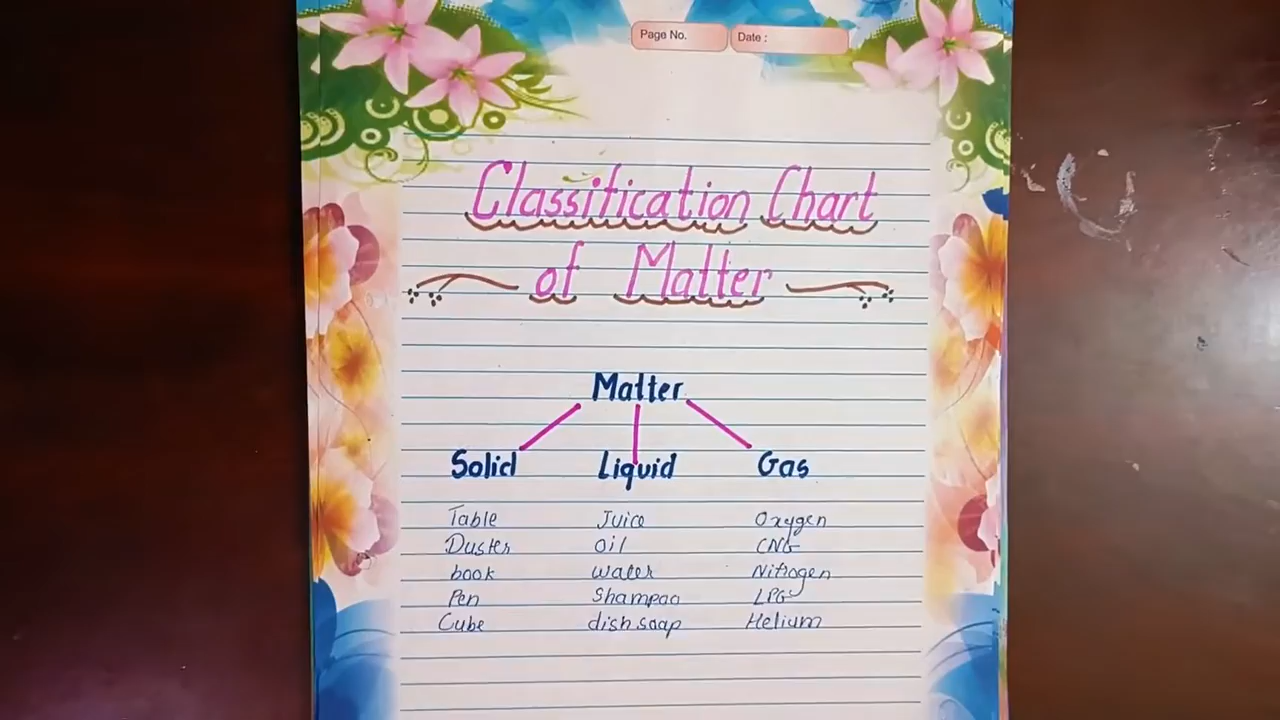 Page No. Date :
Classification Chart
of Matter
Matter
Solid Liquid Gas
Table Juice Oxygen
Duster Oil CNG
book water Nitrogen
Pen Shampoo LPG
Cube dish soap Helium